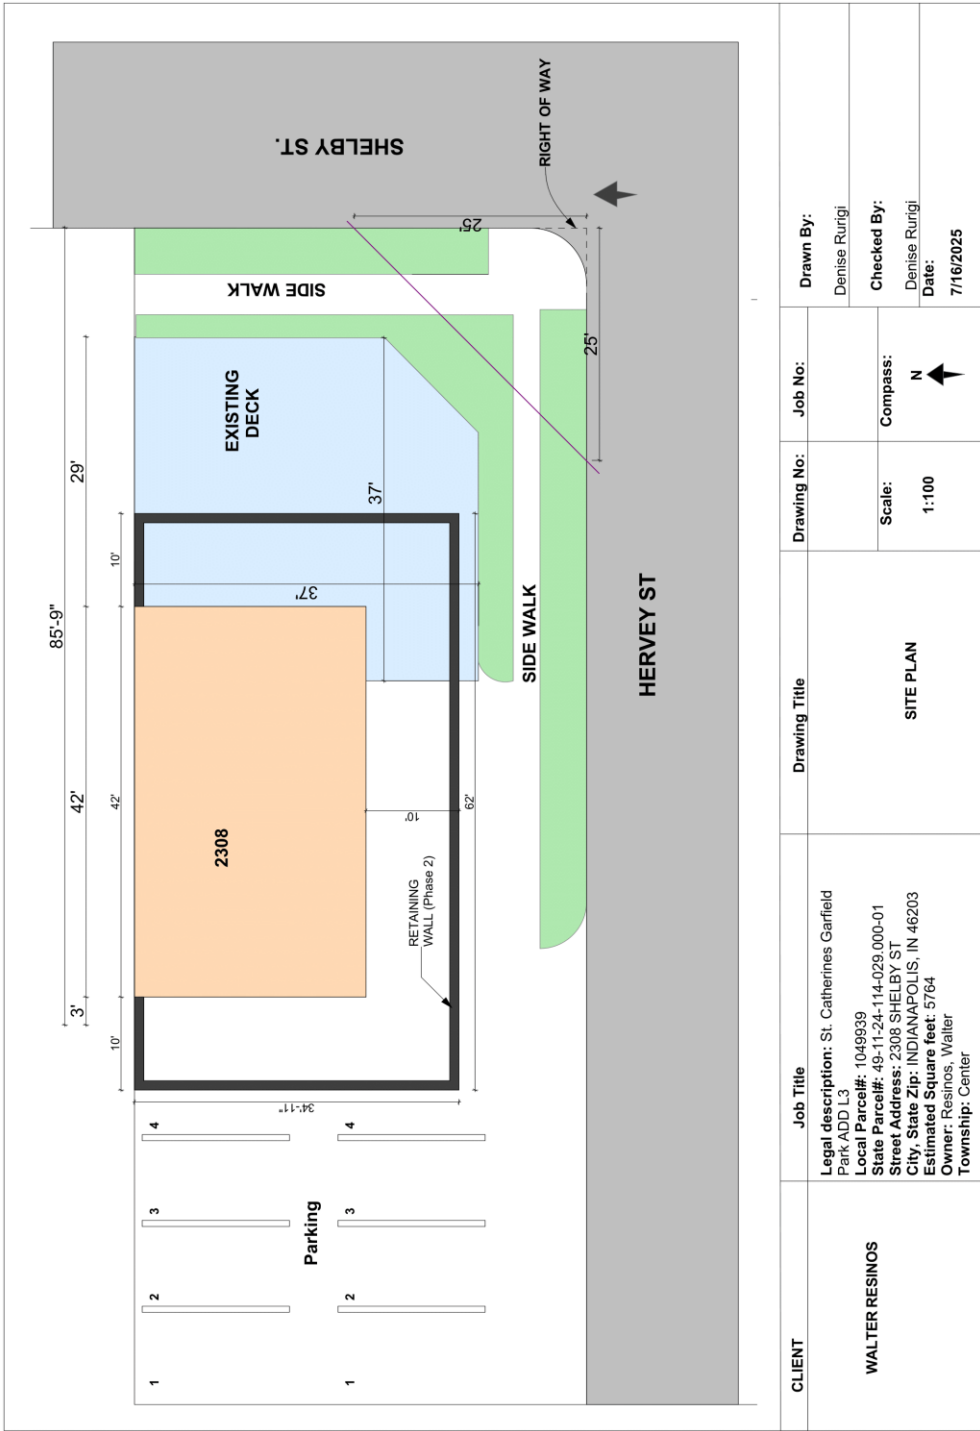 SHELBY ST.
RIGHT OF WAY
25'
SIDE WALK
25'
EXISTING
DECK
85'-9"
29'
37'
10'
37'
SIDE WALK
HERVEY ST
42'
42'
2308
10'
62'
RETAINING
WALL (Phase 2)
3'
10'
34'-11"
4
4
3
3
Parking
2
2
1
1
CLIENT
WALTER RESINOS
Job Title
Legal description: St. Catherines Garfield
Park ADD L3
Local Parcel#: 1049939
State Parcel#: 49-11-24-114-029.000-01
Street Address: 2308 SHELBY ST
City, State Zip: INDIANAPOLIS, IN 46203
Estimated Square feet: 5764
Owner: Resinos, Walter
Township: Center
Drawing Title
SITE PLAN
Drawing No:
Scale:
1:100
Job No:
Compass:
N
Drawn By:
Denise Rurigi
Checked By:
Denise Rurigi
Date:
7/16/2025